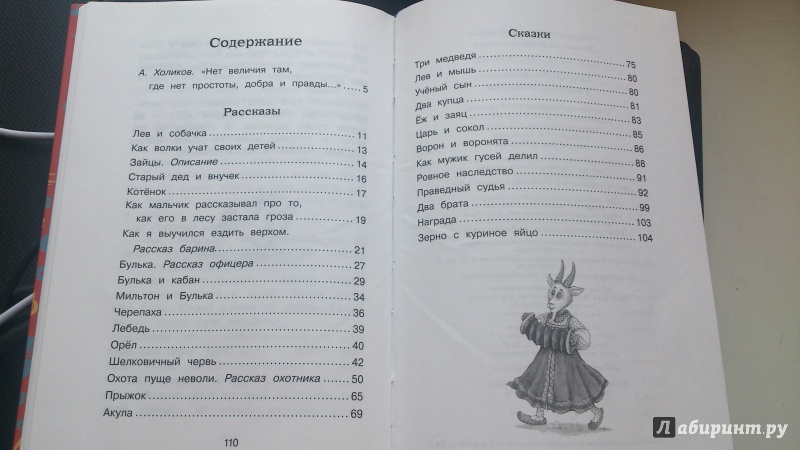 Содержание
А. Холиков. «Нет величия там,
где нет простоты, добра и правды...» ..... 5
Рассказы
Лев и собачка ..... 11
Как волки учат своих детей ..... 13
Зайцы. Описание ..... 14
Старый дед и внучек ..... 16
Котёнок ..... 17
Как мальчик рассказывал про то,
как его в лесу застала гроза ..... 19
Как я выучился ездить верхом.
Рассказ барина ..... 21
Булька. Рассказ офицера ..... 27
Булька и кабан ..... 29
Мильтон и Булька ..... 34
Черепаха ..... 36
Лебедь ..... 39
Орёл ..... 40
Шелковичный червь ..... 42
Охота пуще неволи. Рассказ охотника ..... 50
Прыжок ..... 65
Акула ..... 69
110
Сказки
Три медведя ..... 75
Лев и мышь ..... 80
учёный сын ..... 80
Два купца ..... 81
Ёж и заяц ..... 83
Царь и сокол ..... 85
Ворон и воронята ..... 86
Как мужик гусей делил ..... 88
Ровное наследство ..... 91
Праведный судья ..... 92
Два брата ..... 99
Награда ..... 103
Зерно с куриное яйцо ..... 104
Лабиринт.ру